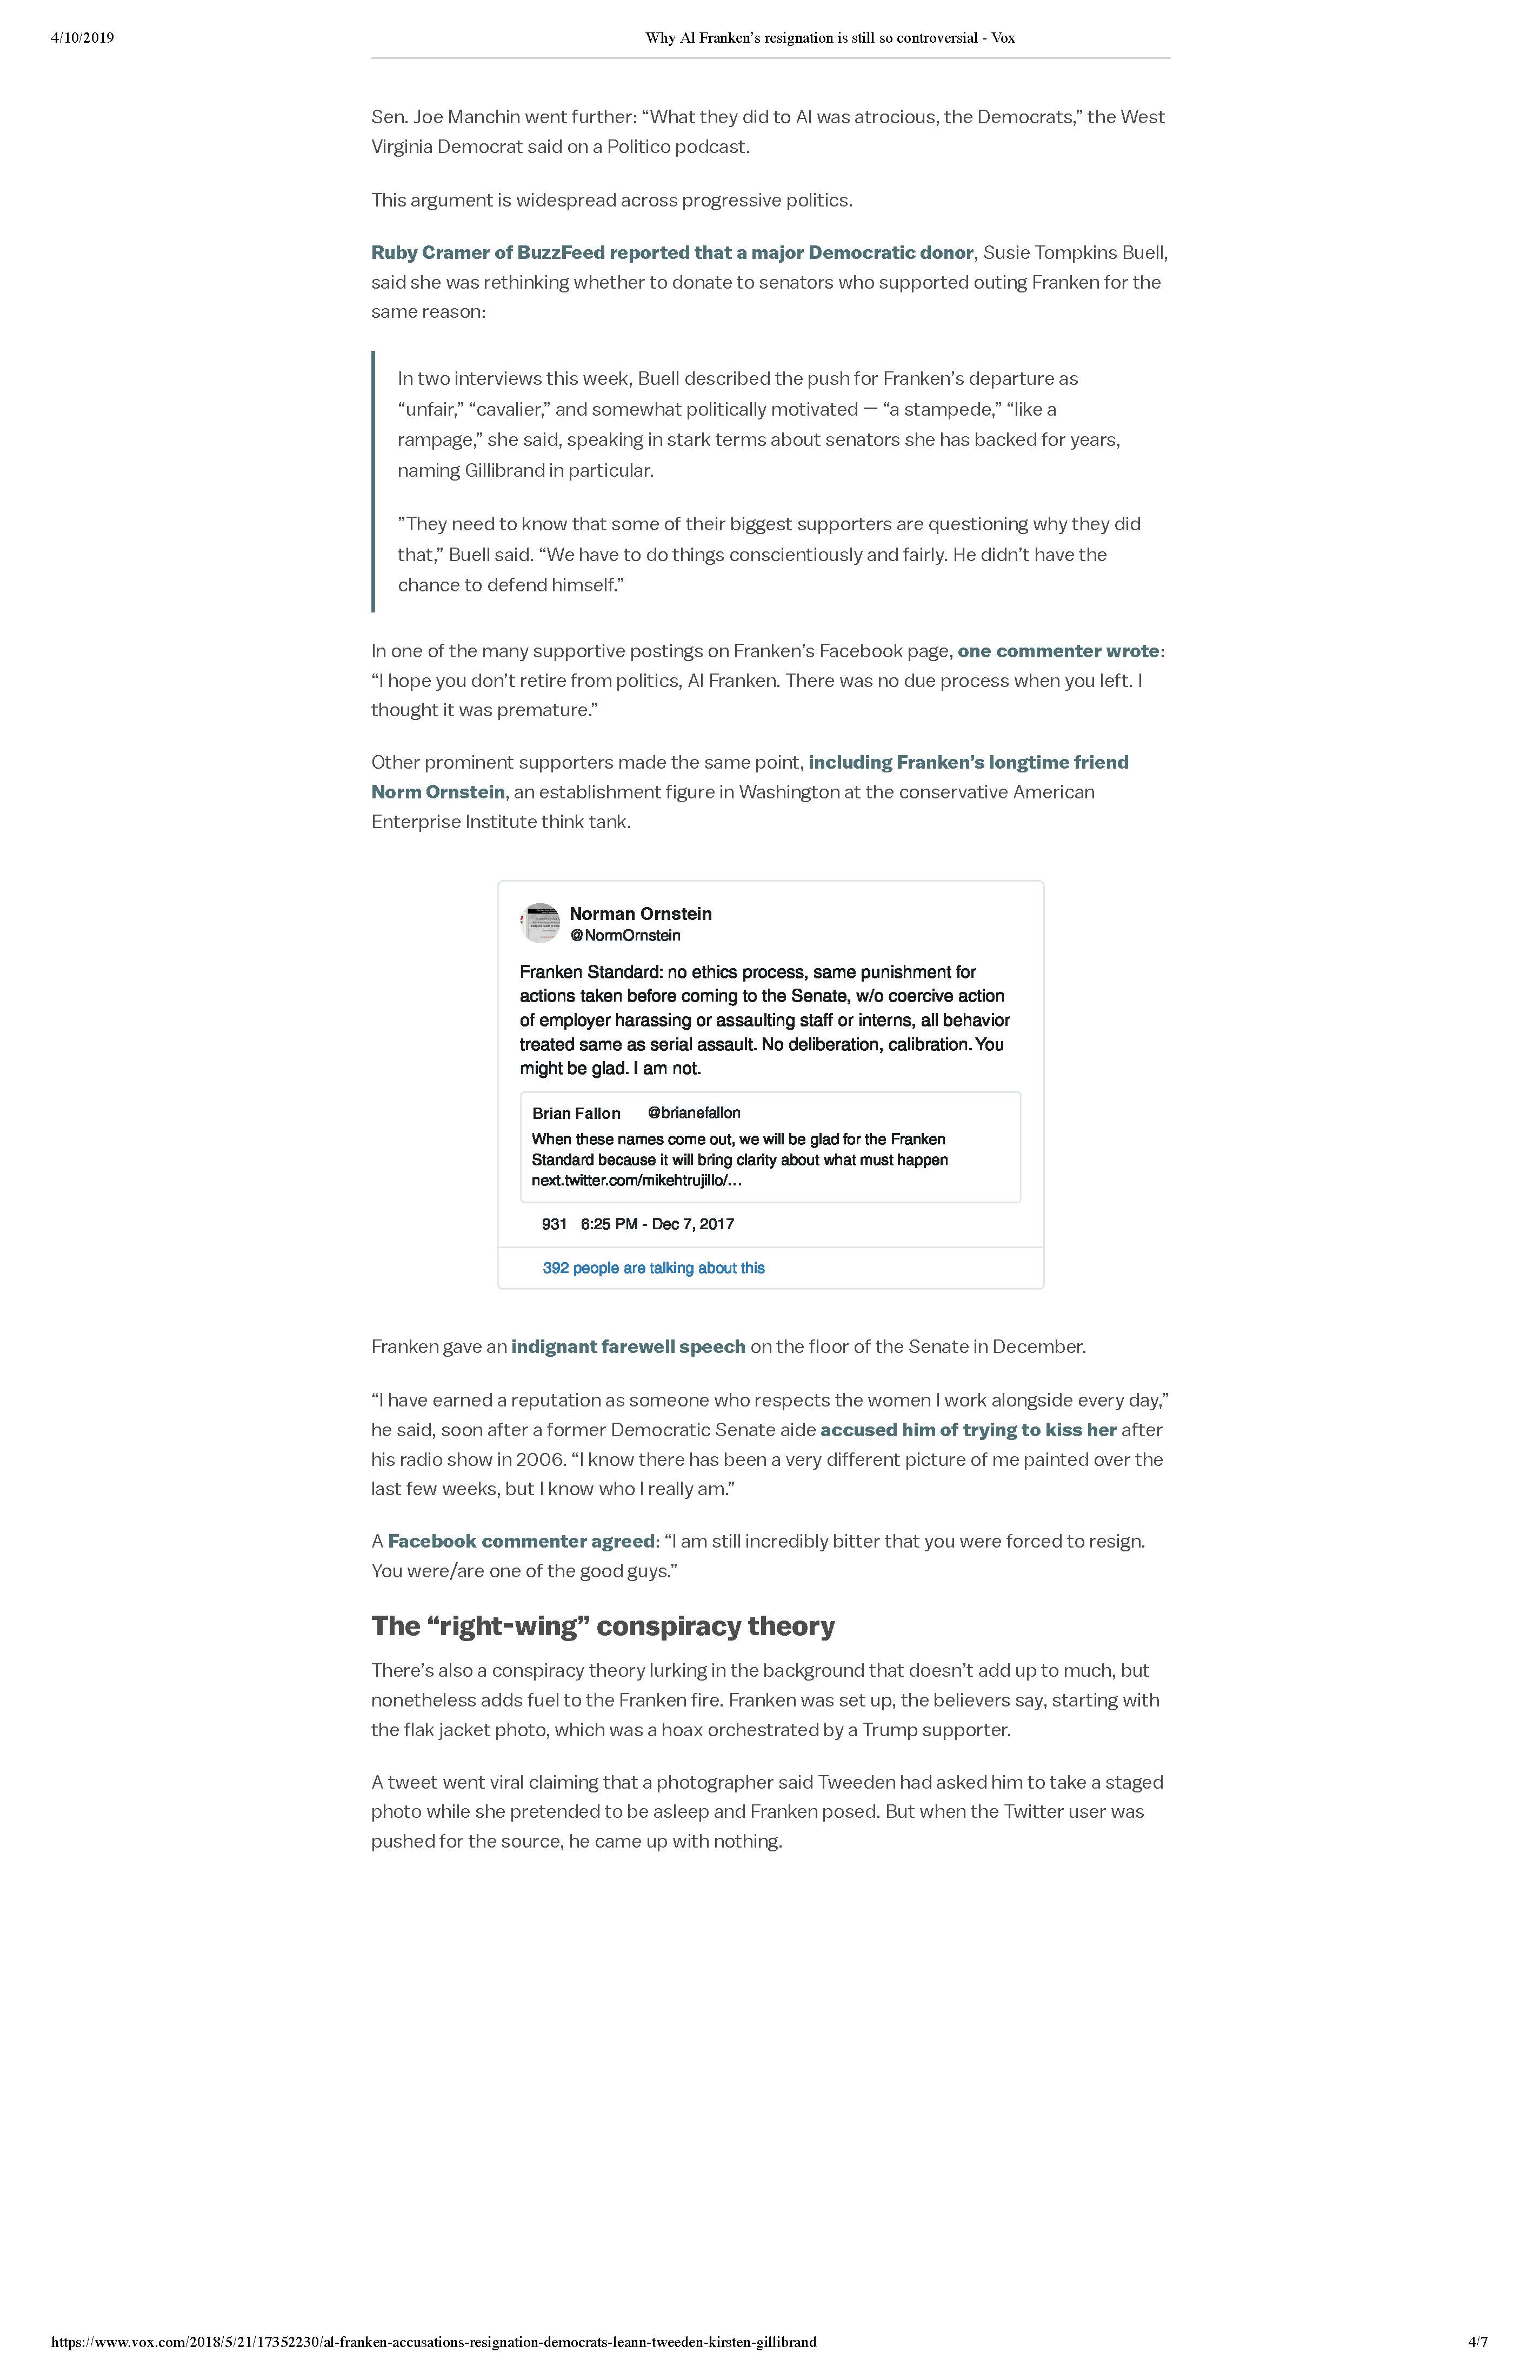 4/10/2019
Why Al Franken’s resignation is still so controversial - Vox
Sen. Joe Manchin went further: “What they did to Al was atrocious, the Democrats,” the West
Virginia Democrat said on a Politico podcast.
This argument is widespread across progressive politics.
Ruby Cramer of BuzzFeed reported that a major Democratic donor, Susie Tompkins Buell,
said she was rethinking whether to donate to senators who supported outing Franken for the
same reason:
In two interviews this week, Buell described the push for Franken’s departure as
“unfair,” “cavalier,” and somewhat politically motivated — “a stampede,” “like a
rampage,” she said, speaking in stark terms about senators she has backed for years,
naming Gillibrand in particular.
”They need to know that some of their biggest supporters are questioning why they did
that,” Buell said. “We have to do things conscientiously and fairly. He didn’t have the
chance to defend himself.”
In one of the many supportive postings on Franken’s Facebook page, one commenter wrote:
“I hope you don’t retire from politics, Al Franken. There was no due process when you left. I
thought it was premature.”
Other prominent supporters made the same point, including Franken’s longtime friend
Norm Ornstein, an establishment figure in Washington at the conservative American
Enterprise Institute think tank.
Norman Ornstein
@NormOrnstein
Franken Standard: no ethics process, same punishment for
actions taken before coming to the Senate, w/o coercive action
of employer harassing or assaulting staff or interns, all behavior
treated same as serial assault. No deliberation, calibration. You
might be glad. I am not.
Brian Fallon @brianefallon
When these names come out, we will be glad for the Franken
Standard because it will bring clarity about what must happen
next.twitter.com/mikehtrujillo/…
931 6:25 PM - Dec 7, 2017
392 people are talking about this
Franken gave an indignant farewell speech on the floor of the Senate in December.
“I have earned a reputation as someone who respects the women I work alongside every day,”
he said, soon after a former Democratic Senate aide accused him of trying to kiss her after
his radio show in 2006. “I know there has been a very different picture of me painted over the
last few weeks, but I know who I really am.”
A Facebook commenter agreed: “I am still incredibly bitter that you were forced to resign.
You were/are one of the good guys.”
The “right-wing” conspiracy theory
There’s also a conspiracy theory lurking in the background that doesn’t add up to much, but
nonetheless adds fuel to the Franken fire. Franken was set up, the believers say, starting with
the flak jacket photo, which was a hoax orchestrated by a Trump supporter.
A tweet went viral claiming that a photographer said Tweeden had asked him to take a staged
photo while she pretended to be asleep and Franken posed. But when the Twitter user was
pushed for the source, he came up with nothing.
https://www.vox.com/2018/5/21/17352230/al-franken-accusations-resignation-democrats-leann-tweeden-kirsten-gillibrand
4/7